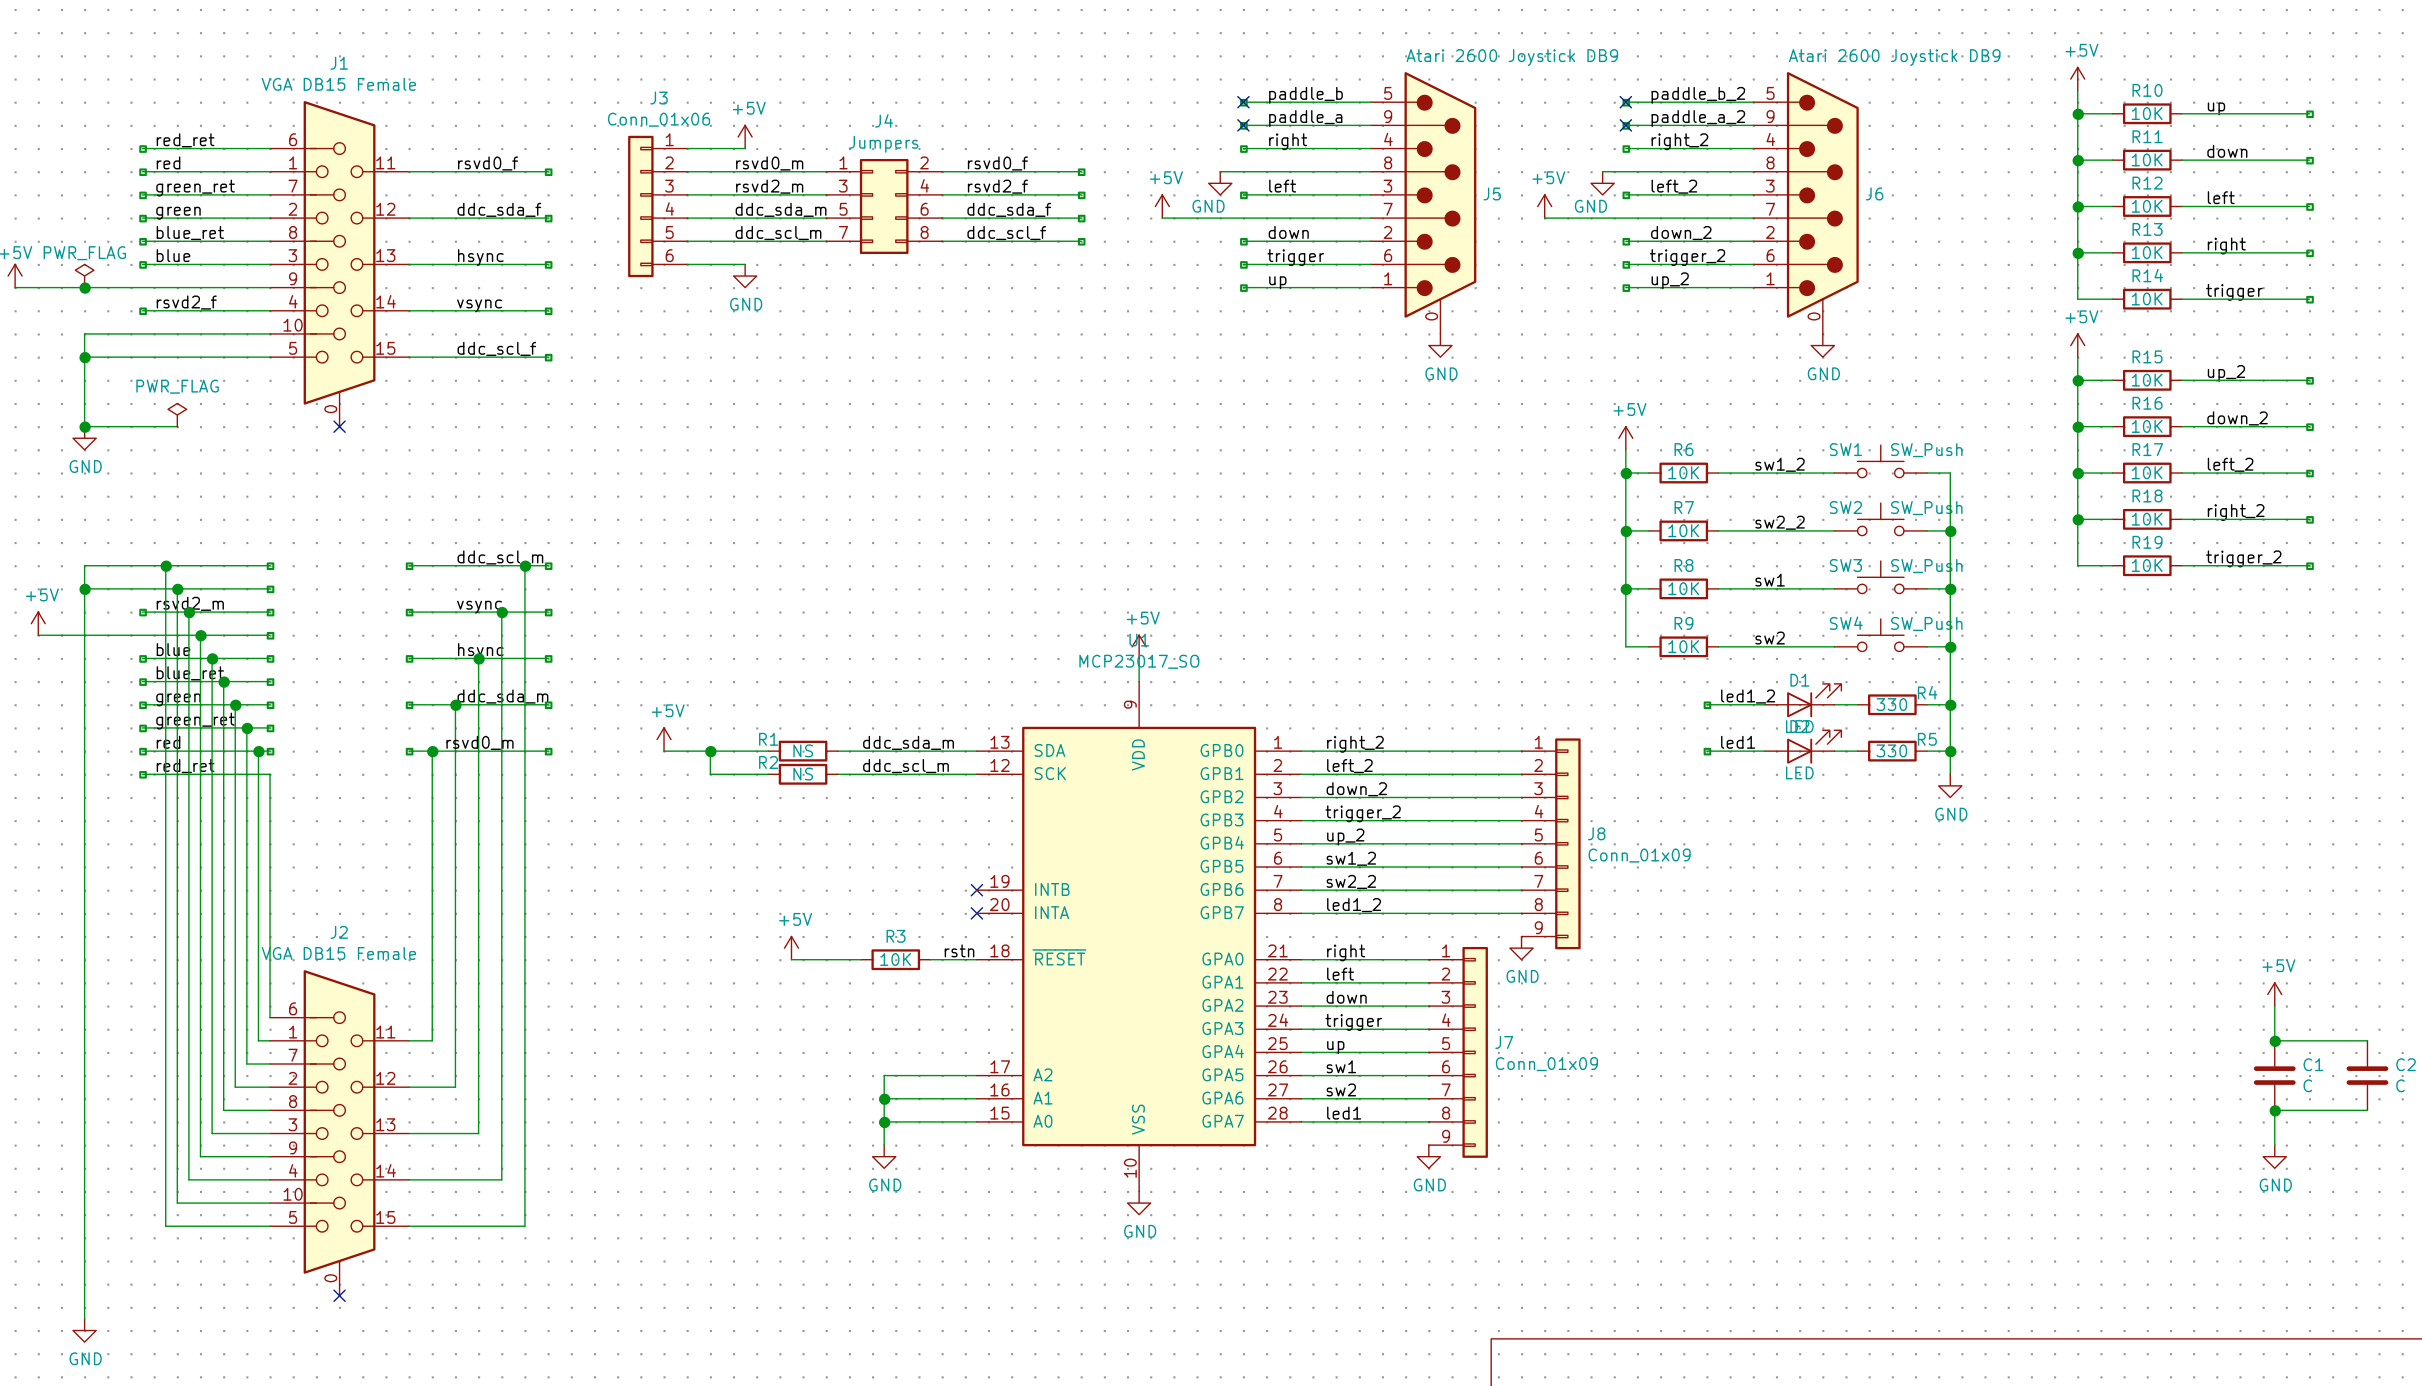 J1
VGA DB15 Female
red_ret 6
red 1
green_ret 7
green 2
blue_ret 8
blue 3
9
rsvd2_f 4
10
5
11 rsvd0_f
12 ddc_sda_f
13 hsync
14 vsync
15 ddc_scl_f
0
+5V PWR_FLAG
PWR_FLAG
GND
J3
Conn_01x06
+5V
1
2 rsvd0_m
3 rsvd2_m
4 ddc_sda_m
5 ddc_scl_m
6
GND
J4
Jumpers
1 2 rsvd0_f
3 4 rsvd2_f
5 6 ddc_sda_f
7 8 ddc_scl_f
Atari 2600 Joystick DB9
paddle_b 5
paddle_a 9
right 4
8
left 3
7
down 2
trigger 6
up 1
0
+5V
GND
J5
GND
Atari 2600 Joystick DB9
paddle_b_2 5
paddle_a_2 9
right_2 4
8
left_2 3
7
down_2 2
trigger_2 6
up_2 1
0
+5V
GND
J6
GND
+5V
R10
10K up
R11
10K down
R12
10K left
R13
10K right
R14
10K trigger
+5V
R15
10K up_2
R16
10K down_2
R17
10K left_2
R18
10K right_2
R19
10K trigger_2
+5V
R6
10K sw1_2 SW1 SW_Push
R7
10K sw2_2 SW2 SW_Push
R8
10K sw1 SW3 SW_Push
R9
10K sw2 SW4 SW_Push
led1_2 D1 330 R4
LED
led1 D2 330 R5
LED
GND
+5V
rsvd2_m
blue
blue_ret
green
green_ret
red
red_ret
ddc_scl_m
vsync
hsync
ddc_sda_m
rsvd0_m
J2
VGA DB15 Female
6
1
7
2
8
3
9
4
10
5
11
12
13
14
15
0
GND
+5V
U1
MCP23017_SO
9
VDD
+5V
R1 NS ddc_sda_m 13 SDA
R2 NS ddc_scl_m 12 SCK
19 INTB
20 INTA
+5V
R3
10K rstn 18 RESET
17 A2
16 A1
15 A0
GND
VSS
10
GND
GPB0 1 right_2 1
GPB1 2 left_2 2
GPB2 3 down_2 3
GPB3 4 trigger_2 4
GPB4 5 up_2 5
GPB5 6 sw1_2 6
GPB6 7 sw2_2 7
GPB7 8 led1_2 8
9
J8
Conn_01x09
GND
GPA0 21 right 1
GPA1 22 left 2
GPA2 23 down 3
GPA3 24 trigger 4
GPA4 25 up 5
GPA5 26 sw1 6
GPA6 27 sw2 7
GPA7 28 led1 8
9
J7
Conn_01x09
GND
+5V
C1
C
C2
C
GND